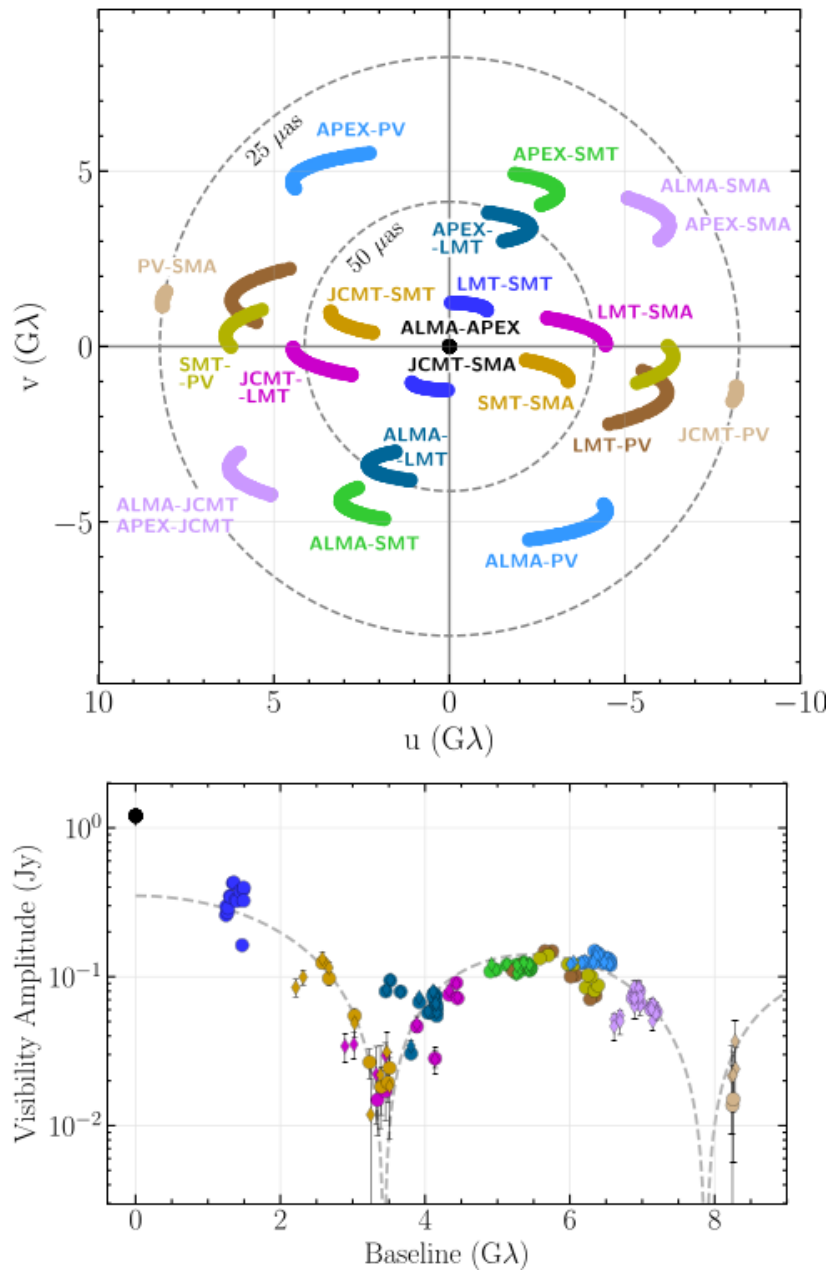 25 μas
APEX-PV
APEX-SMT
ALMA-SMA
APEX-SMA
5
50 μas
APEX-
-LMT
PV-SMA
JCMT-SMT
LMT-SMT
LMT-SMA
ALMA-APEX
0
JCMT-SMA
SMT-
-PV
JCMT-
-LMT
SMT-SMA
LMT-PV
JCMT-PV
ALMA-
-LMT
ALMA-JCMT
APEX-JCMT
−5
ALMA-SMT
ALMA-PV
v (Gλ)
10 5 0 −5 −10
u (Gλ)
10⁰
10⁻¹
10⁻²
Visibility Amplitude (Jy)
0 2 4 6 8
Baseline (Gλ)